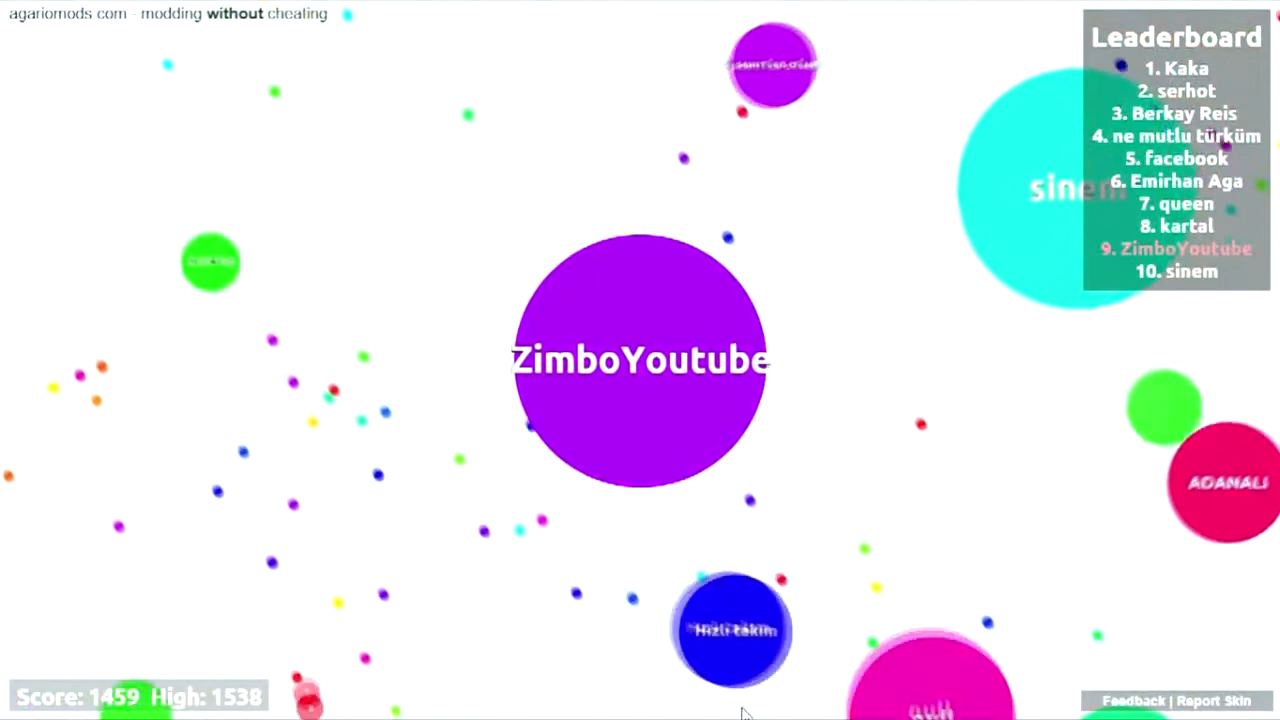 agariomods com - modding without cheating
Leaderboard
1. Kaka
2. serhot
3. Berkay Reis
4. ne mutlu türküm
5. facebook
6. Emirhan Aga
7. queen
8. kartal
9. ZimboYoutube
10. sinem
sinem
ZimboYoutube
ADANALI
Hizli takim
null
Score: 1459 High: 1538
Feedback | Report Skin